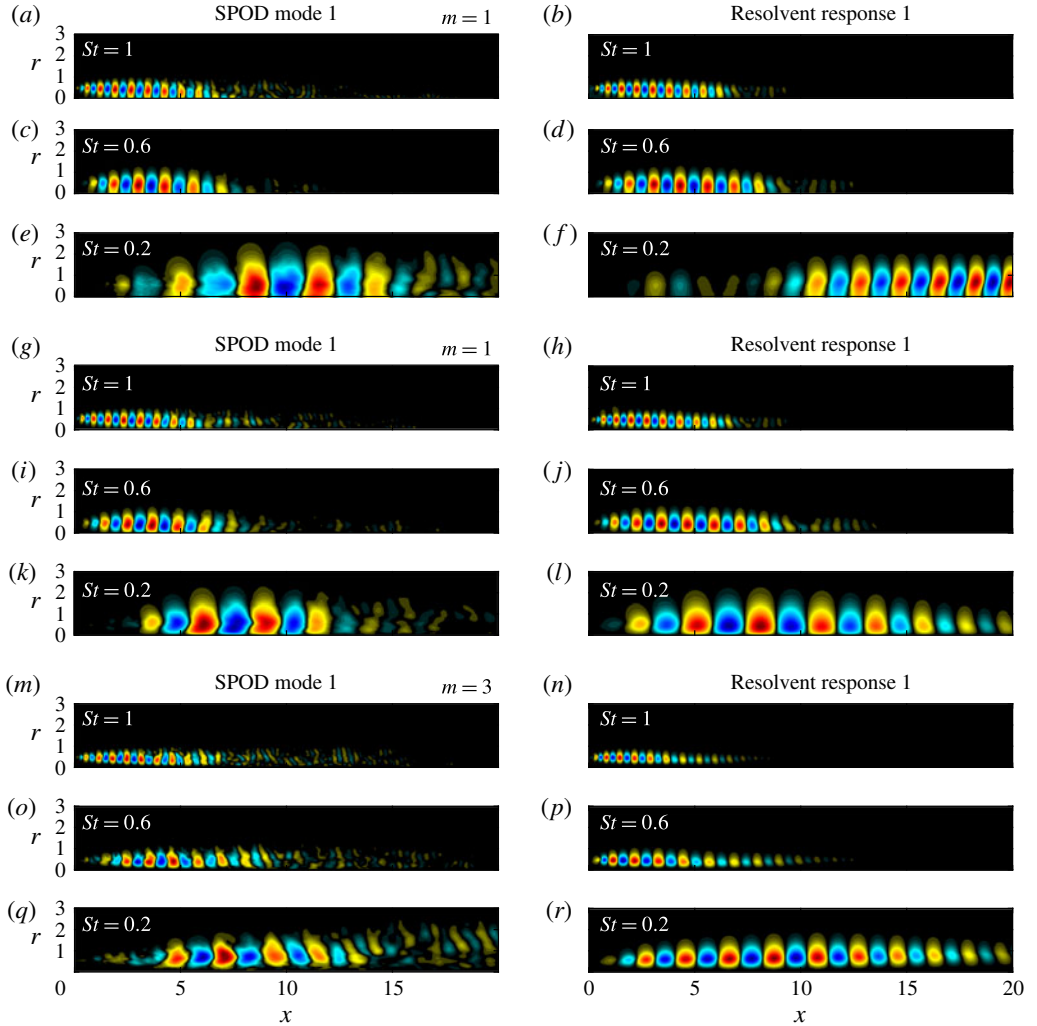 (a) SPOD mode 1 m = 1 (b) Resolvent response 1
3 St = 1 St = 1
r 2
1
0
(c) 3 St = 0.6 (d) St = 0.6
r 2
1
0
(e) 3 St = 0.2 (f) St = 0.2
r 2
1
0
(g) SPOD mode 1 m = 1 (h) Resolvent response 1
3 St = 1 St = 1
r 2
1
0
(i) 3 St = 0.6 (j) St = 0.6
r 2
1
0
(k) 3 St = 0.2 (l) St = 0.2
r 2
1
0
(m) SPOD mode 1 m = 3 (n) Resolvent response 1
3 St = 1 St = 1
r 2
1
0
(o) 3 St = 0.6 (p) St = 0.6
r 2
1
0
(q) 3 St = 0.2 (r) St = 0.2
r 2
1
0 5 10 15 0 5 10 15 20
x x